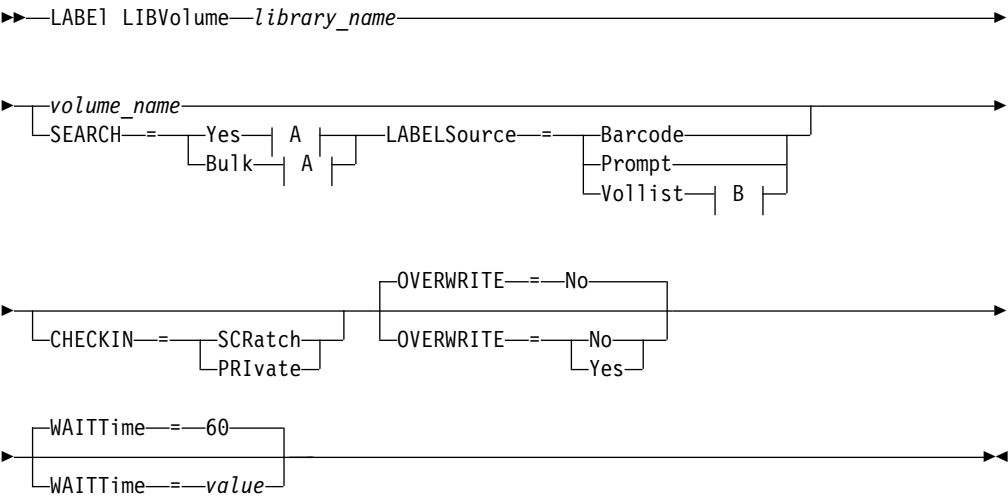 LABEl LIBVolume library_name
volume_name
SEARCH = Yes A LABELSource = Barcode
Bulk A Prompt
Vollist B
OVERWRITE = No
CHECKIN = SCRatch OVERWRITE = No
PRIvate Yes
WAITTime = 60
WAITTime = value